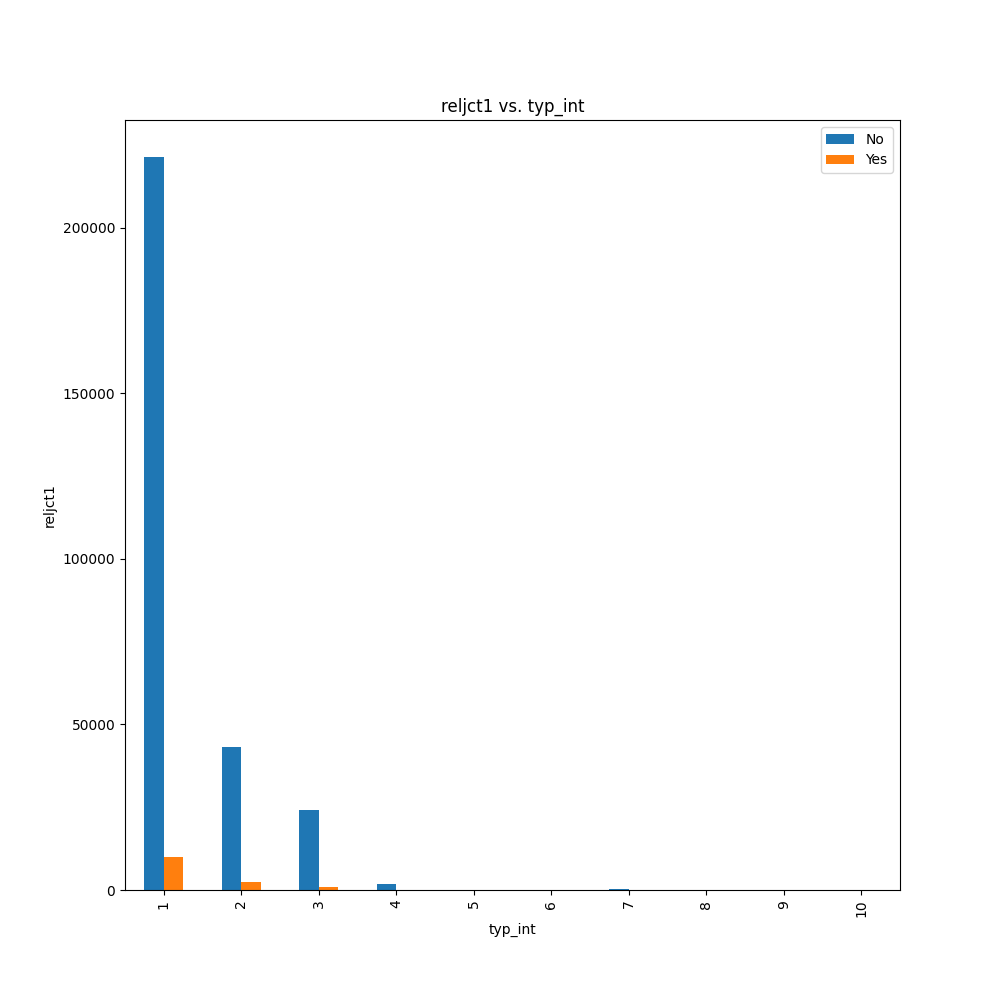 reljct1 vs. typ_int
No
Yes
200000
150000
100000
50000
0
reljct1
1 2 3 4 5 6 7 8 9 10
typ_int